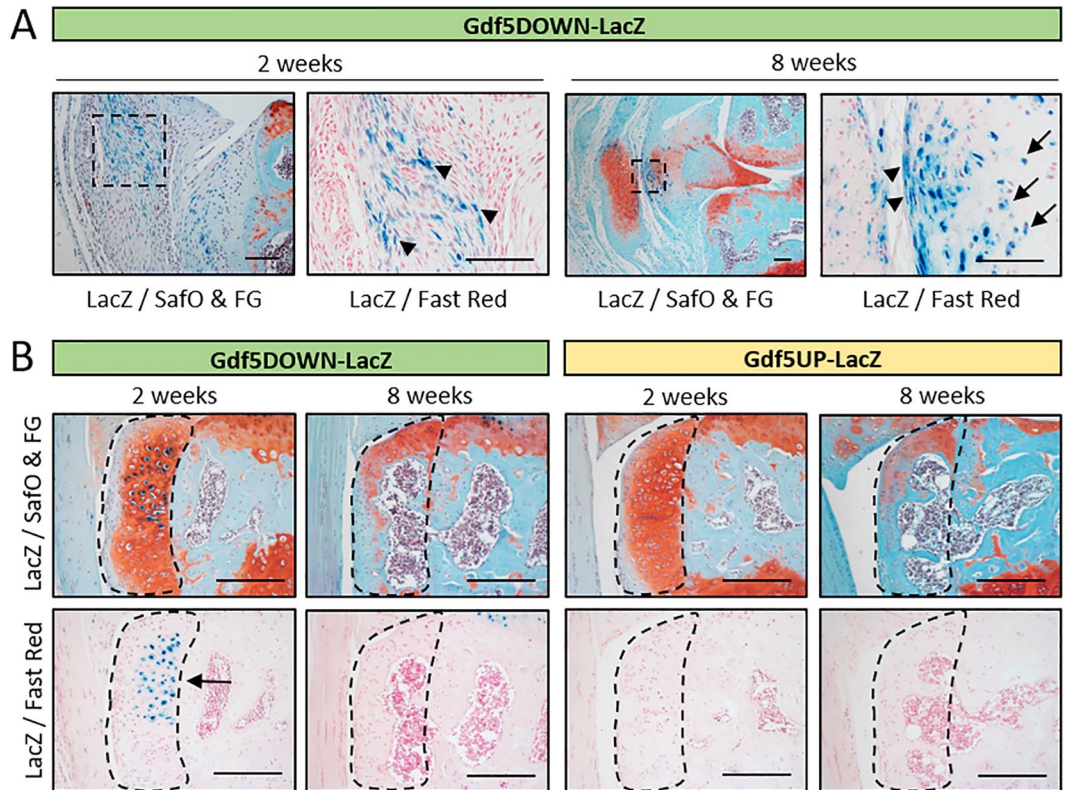 A
Gdf5DOWN-LacZ
2 weeks
8 weeks
LacZ / SafO & FG
LacZ / Fast Red
LacZ / SafO & FG
LacZ / Fast Red
B
Gdf5DOWN-LacZ
Gdf5UP-LacZ
2 weeks
8 weeks
2 weeks
8 weeks
LacZ / SafO & FG
LacZ / Fast Red